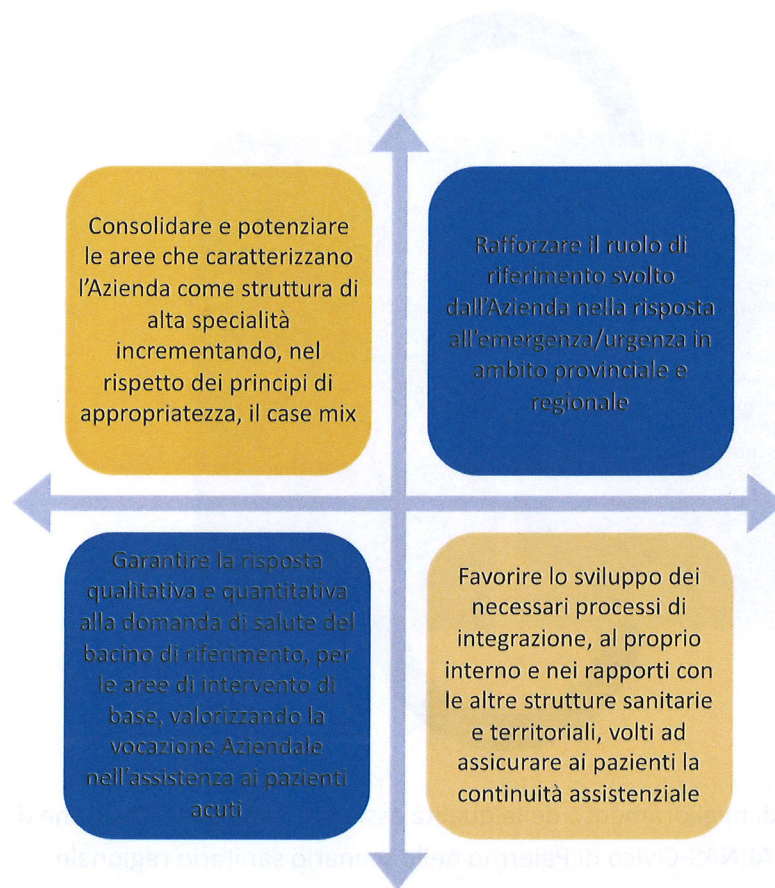 Consolidare e potenziare
le aree che caratterizzano
l'Azienda come struttura di
alta specialità
incrementando, nel
rispetto dei principi di
appropriatezza, il case mix
Rafforzare il ruolo di
riferimento svolto
dall'Azienda nella risposta
all'emergenza/urgenza in
ambito provinciale e
regionale
Garantire la risposta
qualitativa e quantitativa
alla domanda di salute del
bacino di riferimento, per
le aree di intervento di
base, valorizzando la
vocazione Aziendale
nell'assistenza ai pazienti
acuti
Favorire lo sviluppo dei
necessari processi di
integrazione, al proprio
interno e nei rapporti con
le altre strutture sanitarie
e territoriali, volti ad
assicurare ai pazienti la
continuità assistenziale